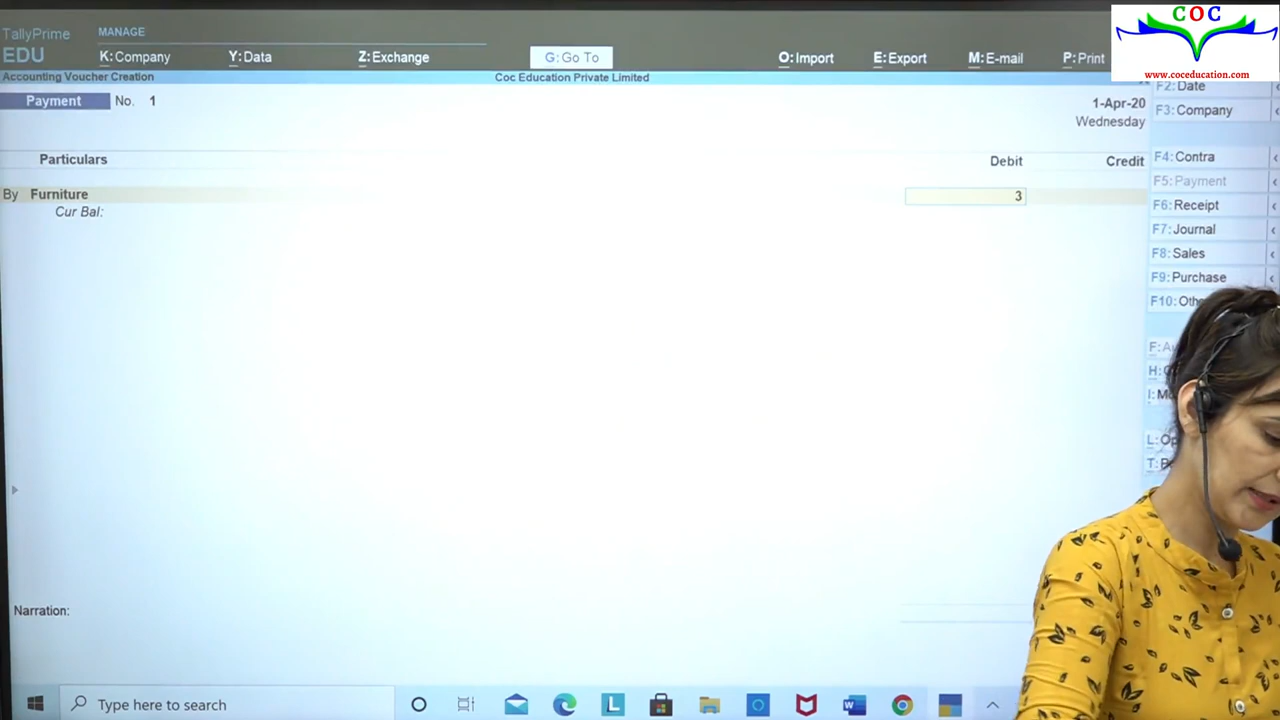 COC
www.coceducation.com
TallyPrime
EDU
MANAGE
K:Company
Y:Data
Z:Exchange
G:Go To
O:Import
E:Export
M:E-mail
P:Print
Accounting Voucher Creation
Coc Education Private Limited
Payment
No. 1
1-Apr-20
Wednesday
Particulars
Debit
Credit
By Furniture
3
Cur Bal:
Narration:
F2:Date
F3:Company
F4:Contra
F5:Payment
F6:Receipt
F7:Journal
F8:Sales
F9:Purchase
F10:
Type here to search